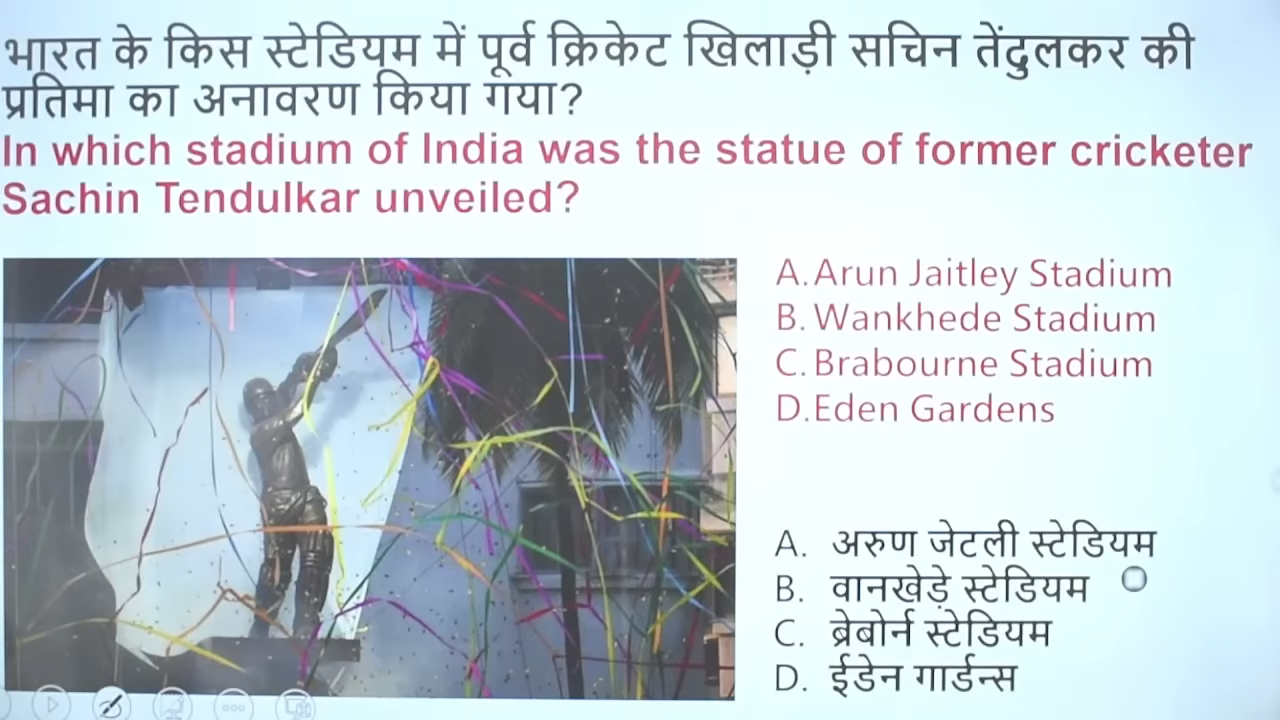 भारत के किस स्टेडियम में पूर्व क्रिकेट खिलाड़ी सचिन तेंदुलकर की
प्रतिमा का अनावरण किया गया?
In which stadium of India was the statue of former cricketer
Sachin Tendulkar unveiled?
A.Arun Jaitley Stadium
B.Wankhede Stadium
C.Brabourne Stadium
D.Eden Gardens
A. अरुण जेटली स्टेडियम
B. वानखेड़े स्टेडियम
C. ब्रेबोर्न स्टेडियम
D. ईडेन गार्डन्स